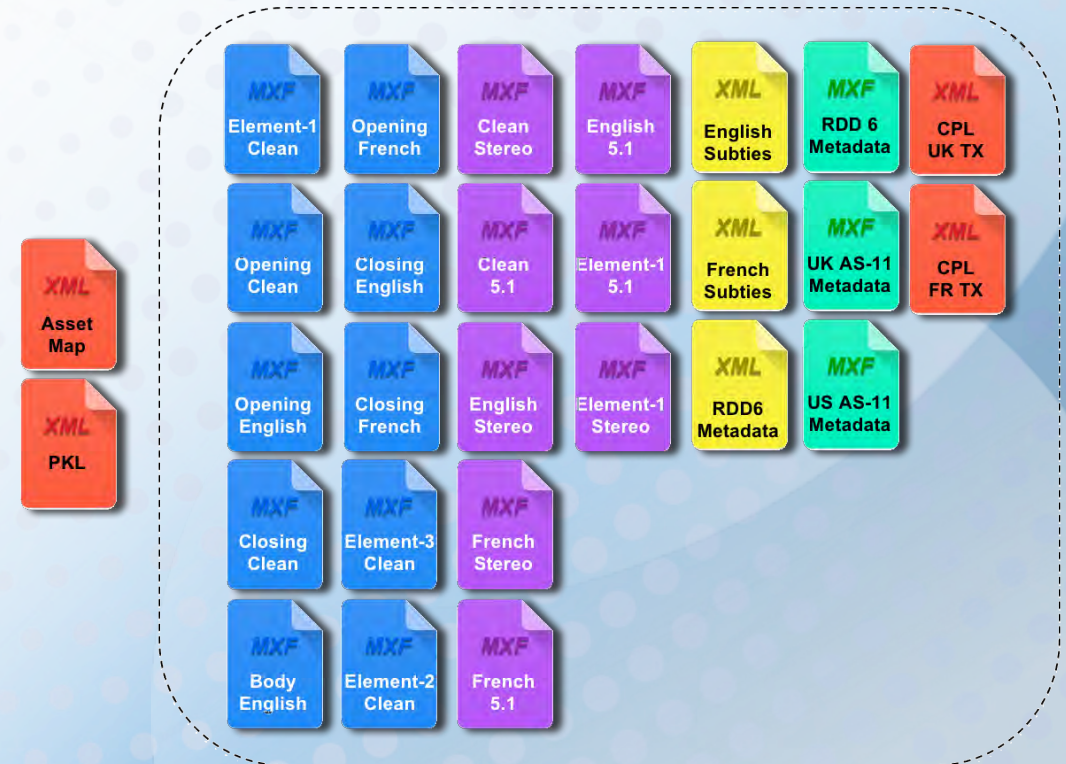 XML
Asset
Map
XML
PKL
MXF
Element-1
Clean
MXF
Opening
French
MXF
Clean
Stereo
MXF
English
5.1
XML
English
Subties
MXF
RDD 6
Metadata
XML
CPL
UK TX
MXF
Opening
Clean
MXF
Closing
English
MXF
Clean
5.1
MXF
Element-1
5.1
XML
French
Subties
MXF
UK AS-11
Metadata
XML
CPL
FR TX
MXF
Opening
English
MXF
Closing
French
MXF
English
Stereo
MXF
Element-1
Stereo
XML
RDD6
Metadata
MXF
US AS-11
Metadata
MXF
Closing
Clean
MXF
Element-3
Clean
MXF
French
Stereo
MXF
Body
English
MXF
Element-2
Clean
MXF
French
5.1